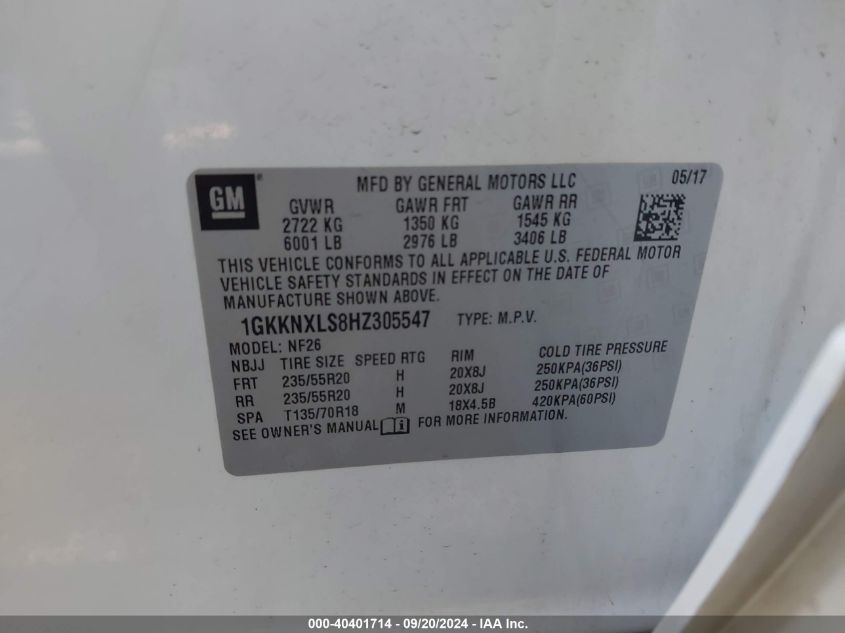 GM ® MFD BY GENERAL MOTORS LLC 05/17
GVWR GAWR FRT GAWR RR
2722 KG 1350 KG 1545 KG
6001 LB 2976 LB 3406 LB
THIS VEHICLE CONFORMS TO ALL APPLICABLE U.S. FEDERAL MOTOR
VEHICLE SAFETY STANDARDS IN EFFECT ON THE DATE OF
MANUFACTURE SHOWN ABOVE.
1GKKNXLS8HZ305547 TYPE: M.P.V.
MODEL: NF26
NBJJ TIRE SIZE SPEED RTG RIM COLD TIRE PRESSURE
FRT 235/55R20 H 20X8J 250KPA(36PSI)
RR 235/55R20 H 20X8J 250KPA(36PSI)
SPA T135/70R18 M 18X4.5B 420KPA(60PSI)
SEE OWNER'S MANUAL i FOR MORE INFORMATION.
000-40401714 - 09/20/2024 - IAA Inc.